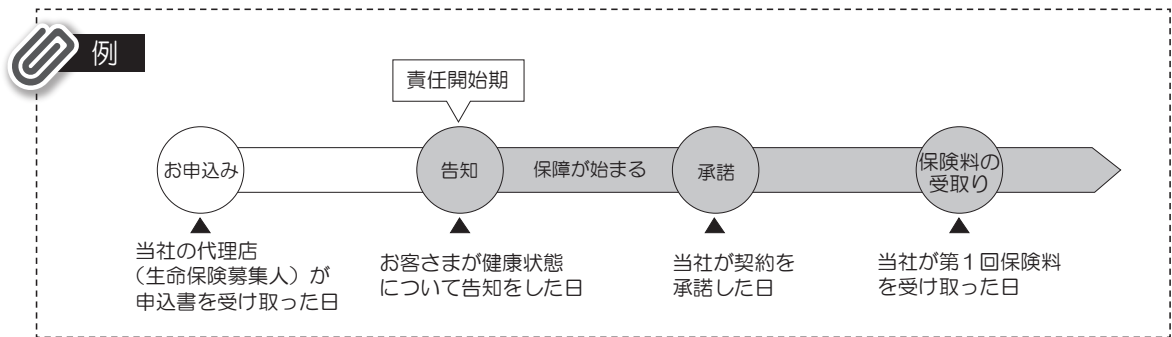 例
責任開始期
お申込み
告知
保障が始まる
承諾
保険料の
受取り
当社の代理店
（生命保険募集人）が
申込書を受け取った日
お客さまが健康状態
について告知をした日
当社が契約を
承諾した日
当社が第１回保険料
を受け取った日